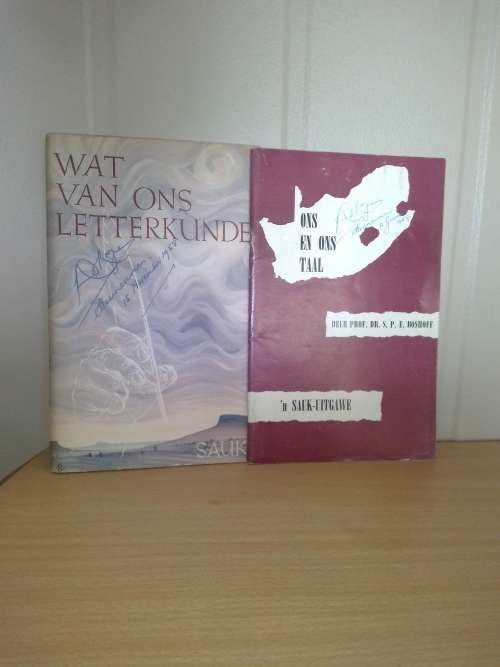 WAT
VAN ONS
LETTERKUNDE
SAUK
ONS
EN ONS
TAAL
DEUR PROF. DR. S. P. E. BOSHOFF
'n SAUK-UITGAWE